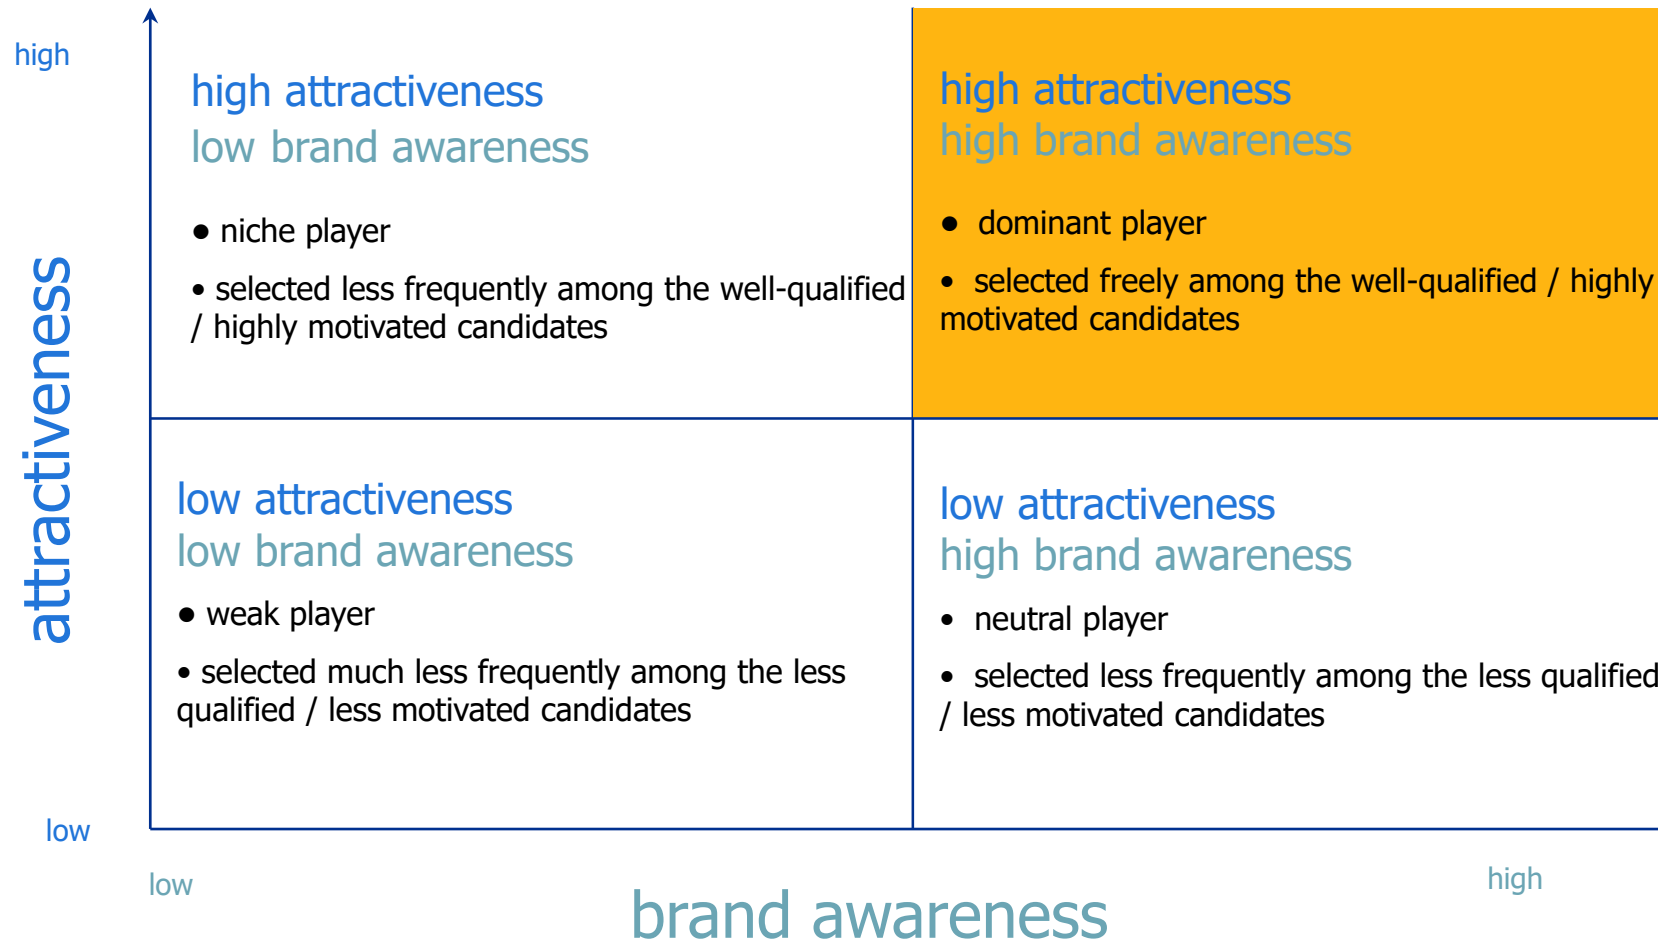 high
high attractiveness
low brand awareness
• niche player
• selected less frequently among the well-qualified
/ highly motivated candidates
high attractiveness
high brand awareness
• dominant player
• selected freely among the well-qualified / highly
motivated candidates
attractiveness
low attractiveness
low brand awareness
• weak player
• selected much less frequently among the less
qualified / less motivated candidates
low attractiveness
high brand awareness
• neutral player
• selected less frequently among the less qualified
/ less motivated candidates
low
low
high
brand awareness